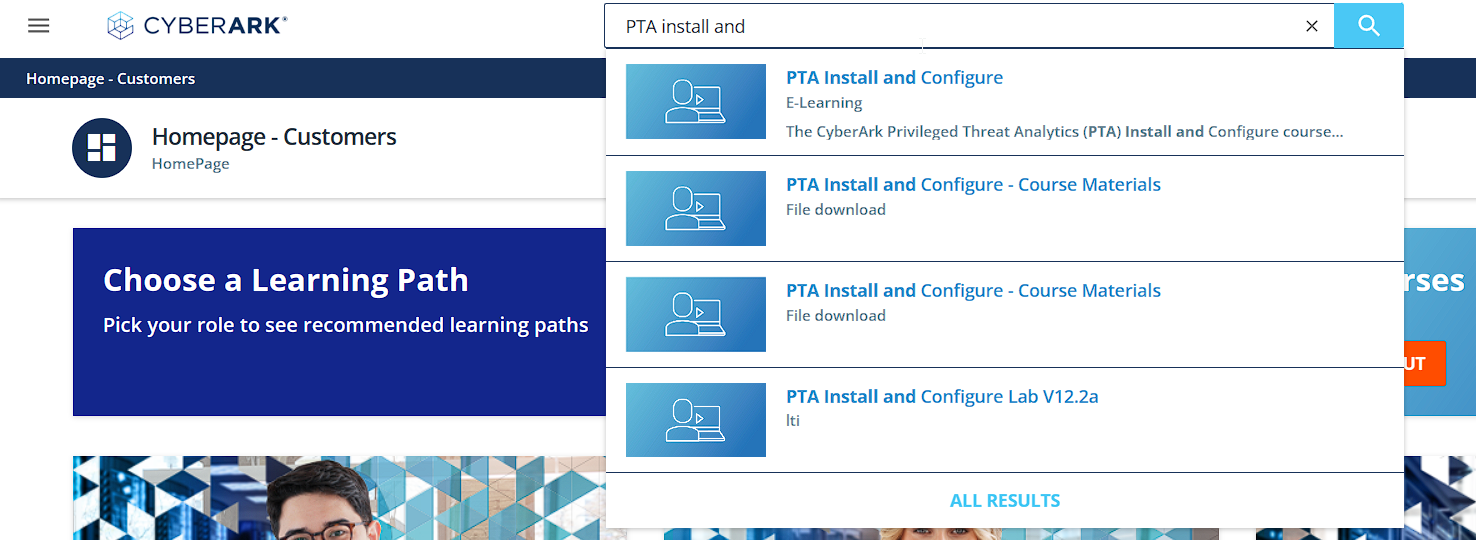 CYBERARK®
PTA install and
Homepage - Customers
Homepage - Customers
HomePage
Choose a Learning Path
Pick your role to see recommended learning paths
PTA Install and Configure
E-Learning
The CyberArk Privileged Threat Analytics (PTA) Install and Configure course...
PTA Install and Configure - Course Materials
File download
PTA Install and Configure - Course Materials
File download
PTA Install and Configure Lab V12.2a
lti
ALL RESULTS
rses
UT